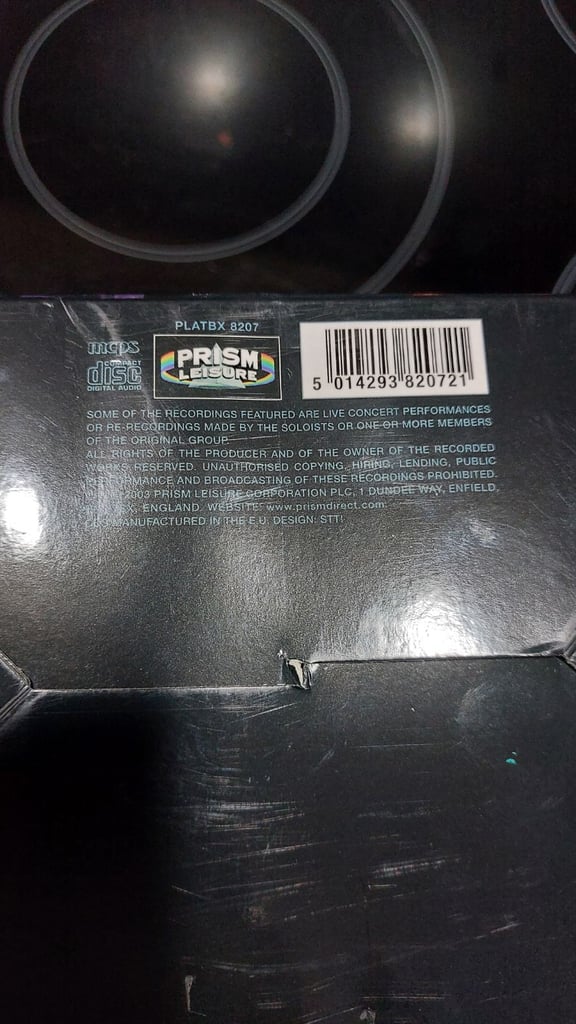 PLATBX 8207
mcps
COMPACT
disc
DIGITAL AUDIO
PRISM
LEISURE
5 014293 820721
SOME OF THE RECORDINGS FEATURED ARE LIVE CONCERT PERFORMANCES
OR RE-RECORDINGS MADE BY THE SOLOISTS OR ONE OR MORE MEMBERS
OF THE ORIGINAL GROUP.
ALL RIGHTS OF THE PRODUCER AND OF THE OWNER OF THE RECORDED
WORKS RESERVED. UNAUTHORISED COPYING, HIRING, LENDING, PUBLIC
PERFORMANCE AND BROADCASTING OF THESE RECORDINGS PROHIBITED.
2003 PRISM LEISURE CORPORATION PLC, 1 DUNDEE WAY, ENFIELD,
ENGLAND. WEBSITE: www.prismdirect.com
MANUFACTURED IN THE E.U. DESIGN: STT!